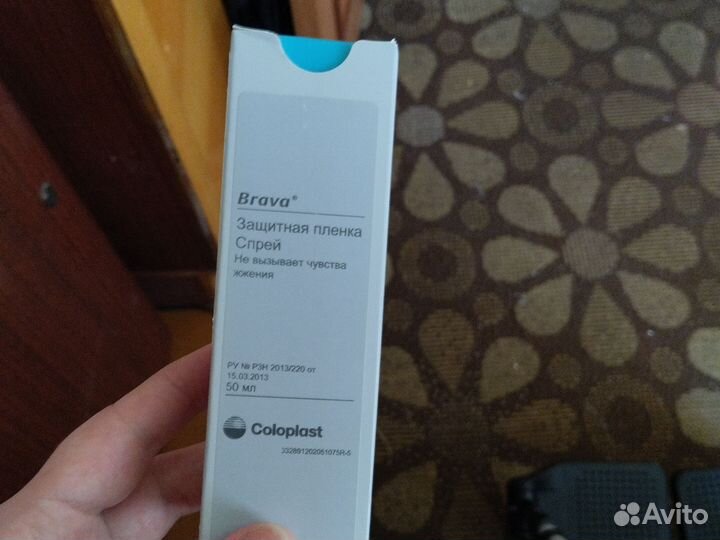 Brava®
Защитная пленка
Спрей
Не вызывает чувства
жжения
РУ № РЗН 2013/220 от
15.03.2013
50 мл
Coloplast
332891202051075R-5
Avito